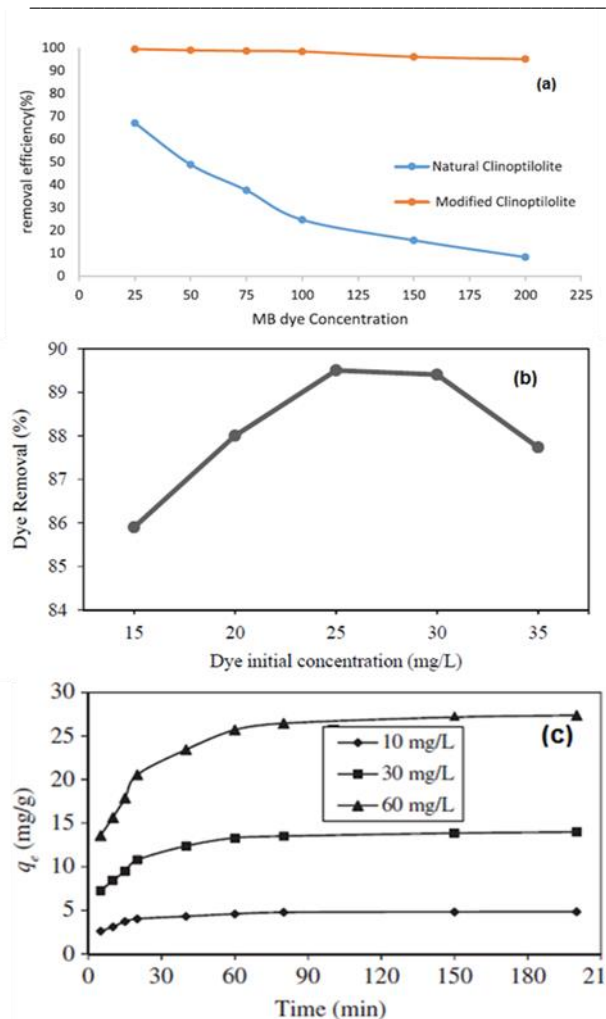 100
90
80
70
60
50
40
30
20
10
0
removal efficiency(%)
(a)
Natural Clinoptilolite
Modified Clinoptilolite
0 25 50 75 100 125 150 175 200 225
MB dye Concentration
90
89
88
87
86
85
84
Dye Removal (%)
(b)
15 20 25 30 35
Dye initial concentration (mg/L)
30
25
20
15
10
5
0
qe (mg/g)
(c)
10 mg/L
30 mg/L
60 mg/L
0 30 60 90 120 150 180 21
Time (min)